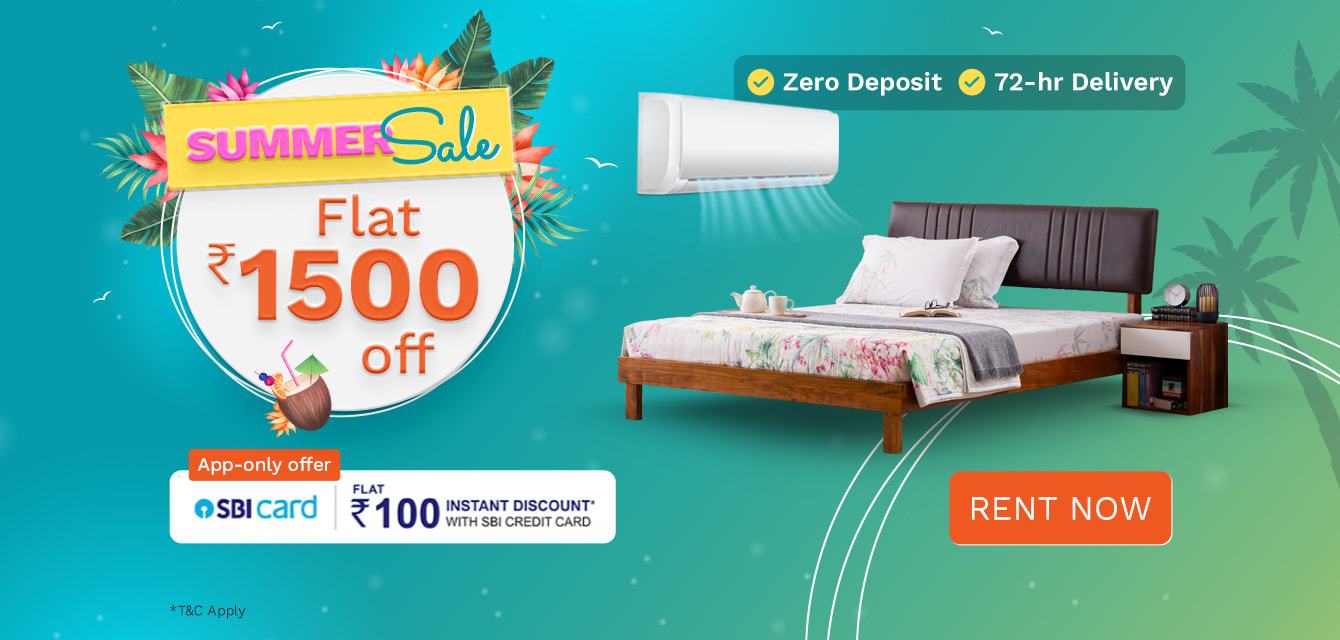 SUMMER Sale
Flat
₹1500
off
Zero Deposit 72-hr Delivery
App-only offer
SBI card
FLAT
₹100 INSTANT DISCOUNT*
WITH SBI CREDIT CARD
RENT NOW
*T&C Apply